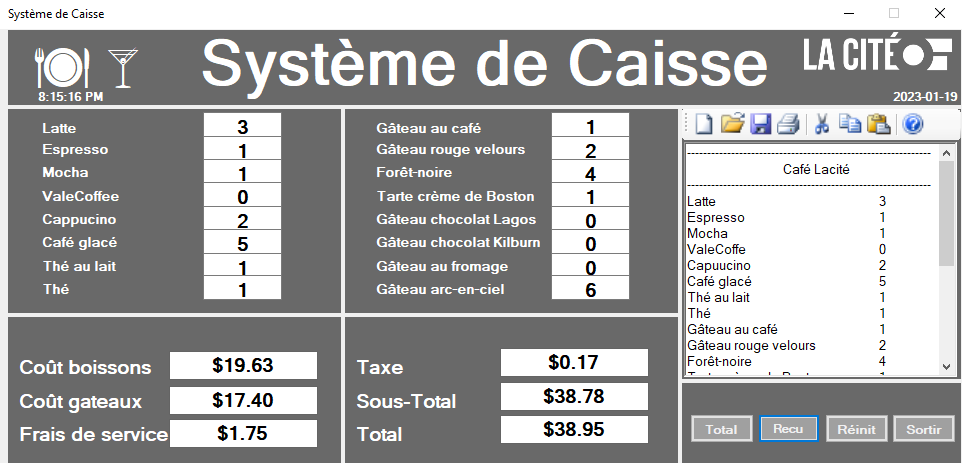 Système de Caisse
Système de Caisse
LA CITÉ
8:15:16 PM
2023-01-19
Latte 3
Espresso 1
Mocha 1
ValeCoffee 0
Cappucino 2
Café glacé 5
Thé au lait 1
Thé 1
Gâteau au café 1
Gâteau rouge velours 2
Forêt-noire 4
Tarte crème de Boston 1
Gâteau chocolat Lagos 0
Gâteau chocolat Kilburn 0
Gâteau au fromage 0
Gâteau arc-en-ciel 6
Café Lacité
Latte 3
Espresso 1
Mocha 1
ValeCoffe 0
Capuucino 2
Café glacé 5
Thé au lait 1
Thé 1
Gâteau au café 1
Gâteau rouge velours 2
Forêt-noire 4
Coût boissons $19.63
Coût gateaux $17.40
Frais de service $1.75
Taxe $0.17
Sous-Total $38.78
Total $38.95
Total Recu Réinit Sortir